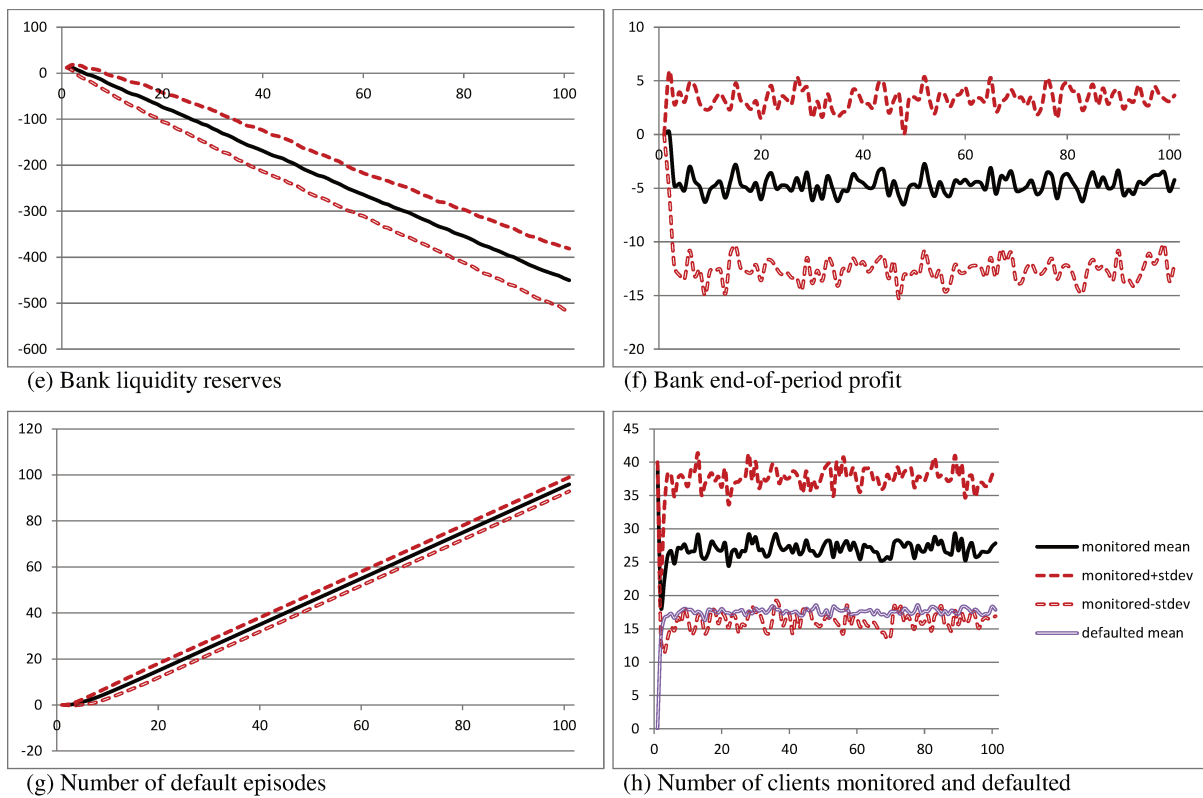 100
0
-100
-200
-300
-400
-500
-600
0 20 40 60 80 100
(e) Bank liquidity reserves
10
5
0
-5
-10
-15
-20
0 20 40 60 80 100
(f) Bank end-of-period profit
120
100
80
60
40
20
0
-20
0 20 40 60 80 100
(g) Number of default episodes
45
40
35
30
25
20
15
10
5
0
0 20 40 60 80 100
monitored mean
monitored+stdev
monitored-stdev
defaulted mean
(h) Number of clients monitored and defaulted